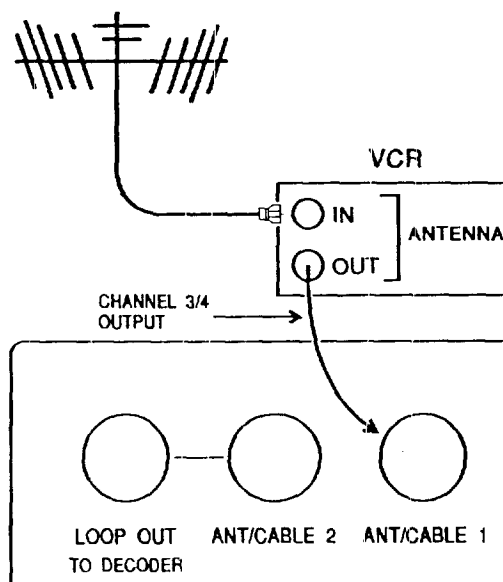 VCR
IN
ANTENNA
OUT
CHANNEL 3/4
OUTPUT
LOOP OUT
TO DECODER
ANT/CABLE 2
ANT/CABLE 1